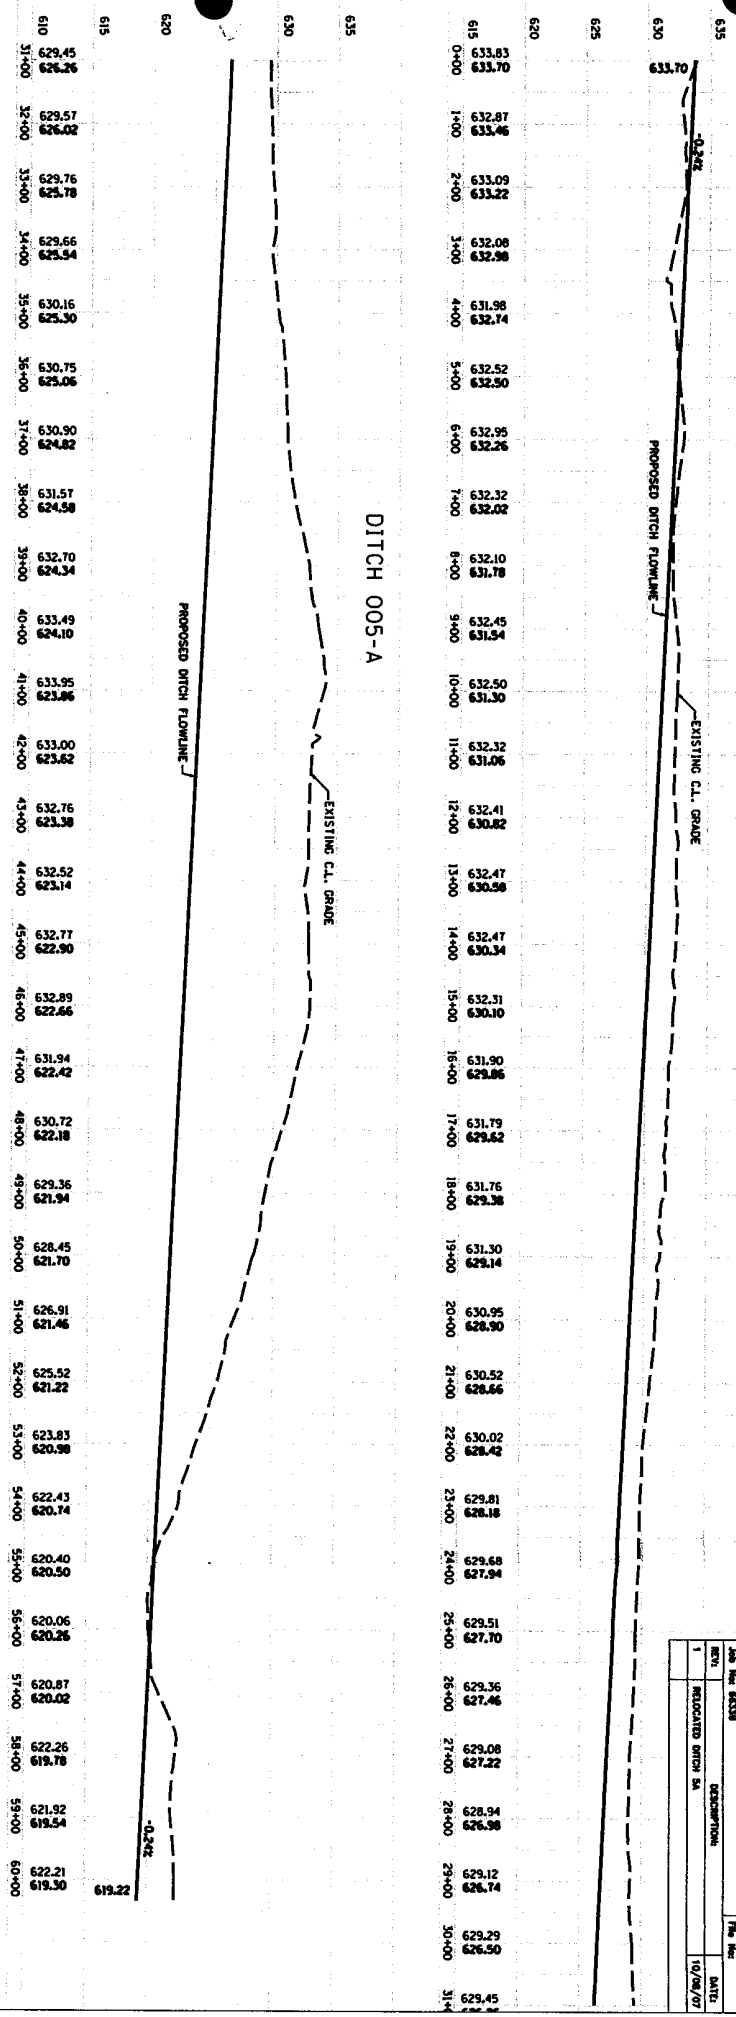 635
630
625
620
615
633.70
-0.24%
PROPOSED DITCH FLOWLINE
EXISTING C.L. GRADE
633.83 632.87 633.09 632.08 631.98 632.52 632.95 632.32 632.10 632.45 632.50 632.32 632.41 632.47 632.47 632.31 631.90 631.79 631.76 631.30 630.95 630.52 630.02 629.81 629.68 629.51 629.36 629.08 628.94 629.12 629.29 629.45
633.70 633.46 633.22 632.98 632.74 632.50 632.26 632.02 631.78 631.54 631.30 631.06 630.82 630.58 630.34 630.10 629.86 629.62 629.38 629.14 628.90 628.66 628.42 628.18 627.94 627.70 627.46 627.22 626.98 626.74 626.50
0+00 1+00 2+00 3+00 4+00 5+00 6+00 7+00 8+00 9+00 10+00 11+00 12+00 13+00 14+00 15+00 16+00 17+00 18+00 19+00 20+00 21+00 22+00 23+00 24+00 25+00 26+00 27+00 28+00 29+00 30+00
REV: DESCRIPTION: DATE:
1 RELOCATED DITCH 5A 10/08/07
DITCH 005-A
635
630
620
615
610
EXISTING C.L. GRADE
PROPOSED DITCH FLOWLINE
-0.24%
619.22
629.45 629.57 629.76 629.66 630.16 630.75 630.90 631.57 632.70 633.49 633.95 633.00 632.76 632.52 632.77 632.89 631.94 630.72 629.36 628.45 626.91 625.52 623.83 622.43 620.40 620.06 620.87 622.26 621.92 622.21
626.26 626.02 625.78 625.54 625.30 625.06 624.82 624.58 624.34 624.10 623.86 623.62 623.38 623.14 622.90 622.66 622.42 622.18 621.94 621.70 621.46 621.22 620.98 620.74 620.50 620.26 620.02 619.78 619.54 619.30
31+00 32+00 33+00 34+00 35+00 36+00 37+00 38+00 39+00 40+00 41+00 42+00 43+00 44+00 45+00 46+00 47+00 48+00 49+00 50+00 51+00 52+00 53+00 54+00 55+00 56+00 57+00 58+00 59+00 60+00